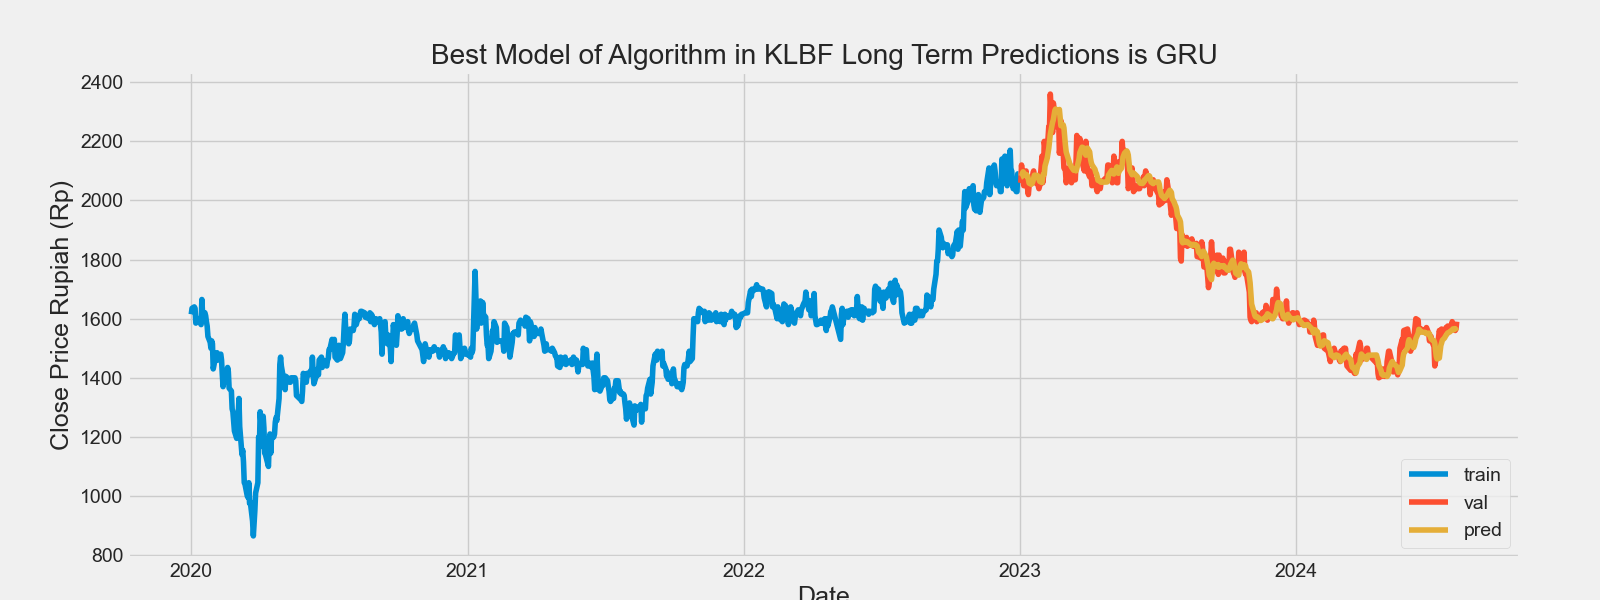 Best Model of Algorithm in KLBF Long Term Predictions is GRU
Close Price Rupiah (Rp)
2400
2200
2000
1800
1600
1400
1200
1000
800
2020
2021
2022
2023
2024
Date
train
val
pred